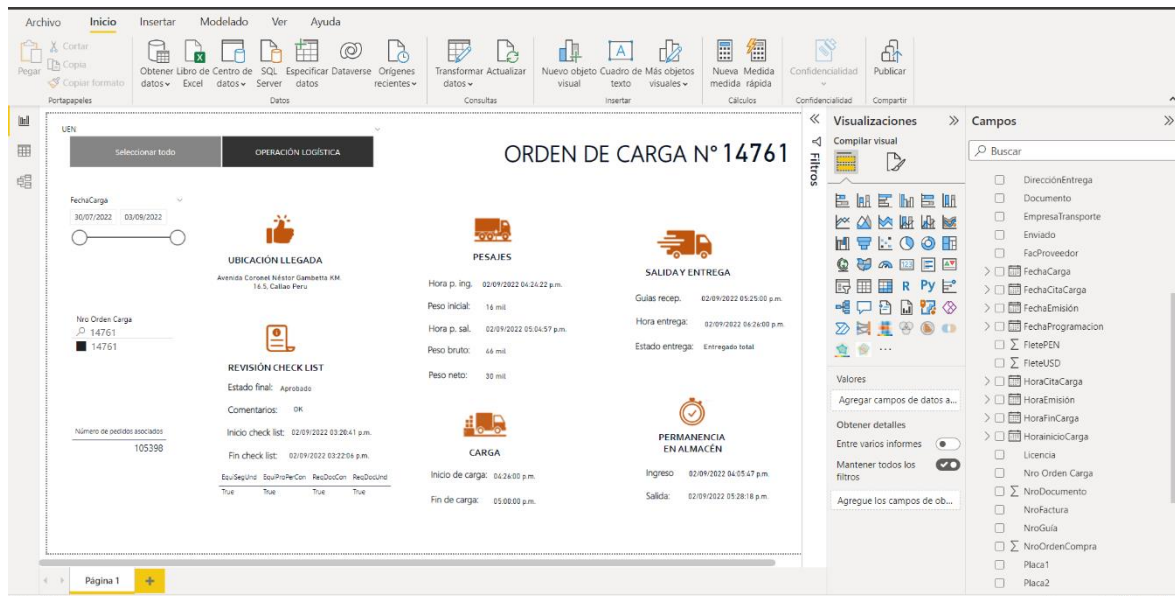 Archivo Inicio Insertar Modelado Ver Ayuda
Pegar
Cortar
Copia
Copiar formato
Portapapeles
Obtener datos
Libro de Excel
Centro de datos
SQL Server
Especificar datos
Dataverse
Orígenes recientes
Datos
Transformar datos
Actualizar
Consultas
Nuevo objeto visual
Cuadro de texto
Más objetos visuales
Insertar
Nueva medida
Medida rápida
Cálculos
Confidencialidad
Confidencialidad
Publicar
Compartir
UEN
Seleccionar todo
OPERACIÓN LOGÍSTICA
ORDEN DE CARGA N° 14761
FechaCarga
30/07/2022 03/09/2022
Nro Orden Carga
14761
14761
Número de pedidos asociados
105398
UBICACIÓN LLEGADA
Avenida Coronel Néstor Gambetta KM.
16.5, Callao Peru
REVISIÓN CHECK LIST
Estado final: Aprobado
Comentarios: OK
Inicio check list: 02/09/2022 03:20:41 p.m.
Fin check list: 02/09/2022 03:22:06 p.m.
EquiSegUnd EquiProPerCon ReqDocCon ReqDocUnd
True True True True
PESAJES
Hora p. ing. 02/09/2022 04:24:22 p.m.
Peso inicial: 16 mil
Hora p. sal. 02/09/2022 05:04:57 p.m.
Peso bruto: 46 mil
Peso neto: 30 mil
CARGA
Inicio de carga: 04:26:00 p.m.
Fin de carga: 05:00:00 p.m.
SALIDA Y ENTREGA
Guías recep. 02/09/2022 05:25:00 p.m.
Hora entrega: 02/09/2022 06:26:00 p.m.
Estado entrega: Entregado total
PERMANENCIA
EN ALMACÉN
Ingreso 02/09/2022 04:05:47 p.m.
Salida: 02/09/2022 05:28:18 p.m.
Filtros
Visualizaciones
Compilar visual
123
R Py
Valores
Agregar campos de datos a...
Obtener detalles
Entre varios informes
Mantener todos los
filtros
Agregue los campos de ob...
Campos
Buscar
DirecciónEntrega
Documento
EmpresaTransporte
Enviado
FacProveedor
FechaCarga
FechaCitaCarga
FechaEmisión
FechaProgramacion
FletePEN
FleteUSD
HoraCitaCarga
HoraEmisión
HoraFinCarga
HorainicioCarga
Licencia
Nro Orden Carga
NroDocumento
NroFactura
NroGuía
NroOrdenCompra
Placa1
Placa2
Página 1